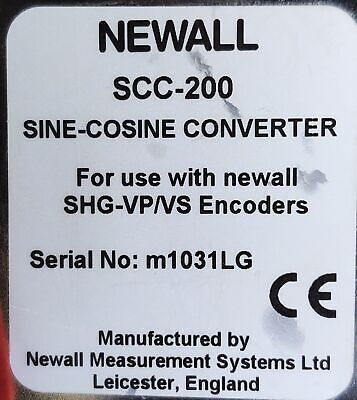 NEWALL
SCC-200
SINE-COSINE CONVERTER
For use with newall
SHG-VP/VS Encoders
Serial No: m1031LG
CE
Manufactured by
Newall Measurement Systems Ltd
Leicester, England